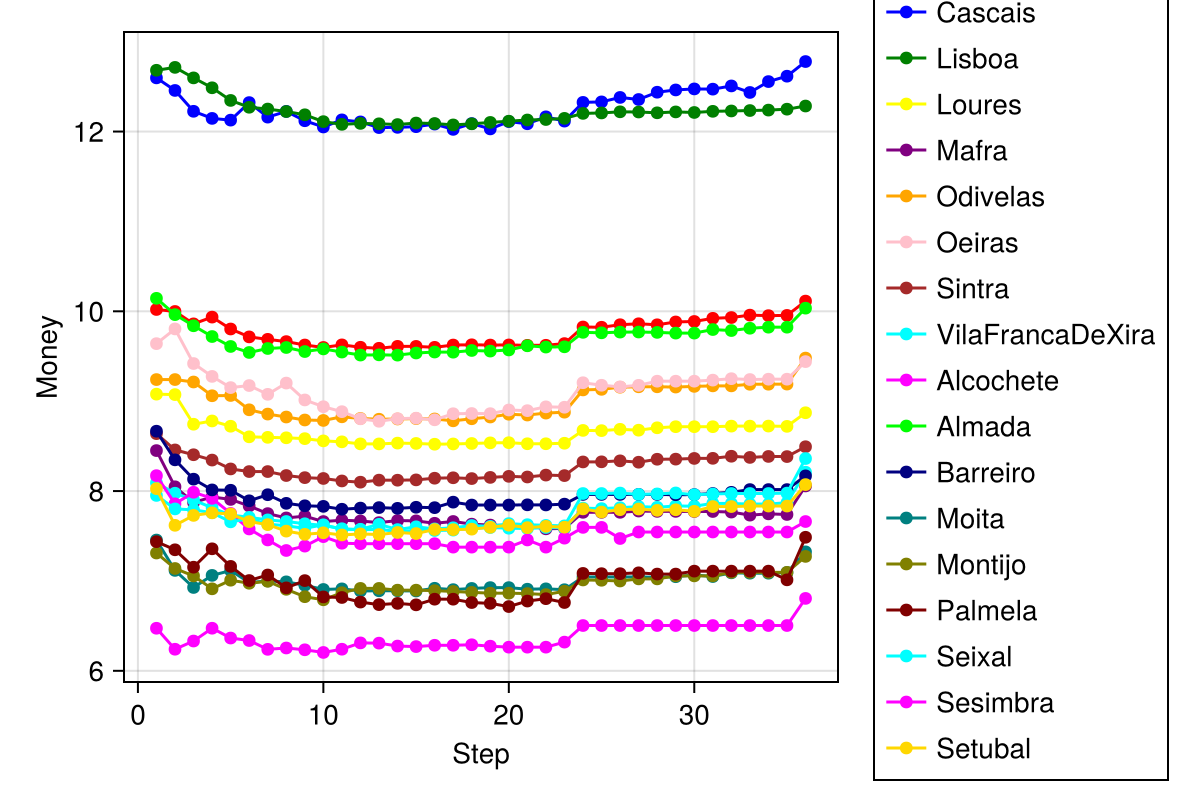 Cascais
Lisboa
Loures
Mafra
Odivelas
Oeiras
Sintra
VilaFrancaDeXira
Alcochete
Almada
Barreiro
Moita
Montijo
Palmela
Seixal
Sesimbra
Setubal
12
10
8
6
Money
0 10 20 30
Step